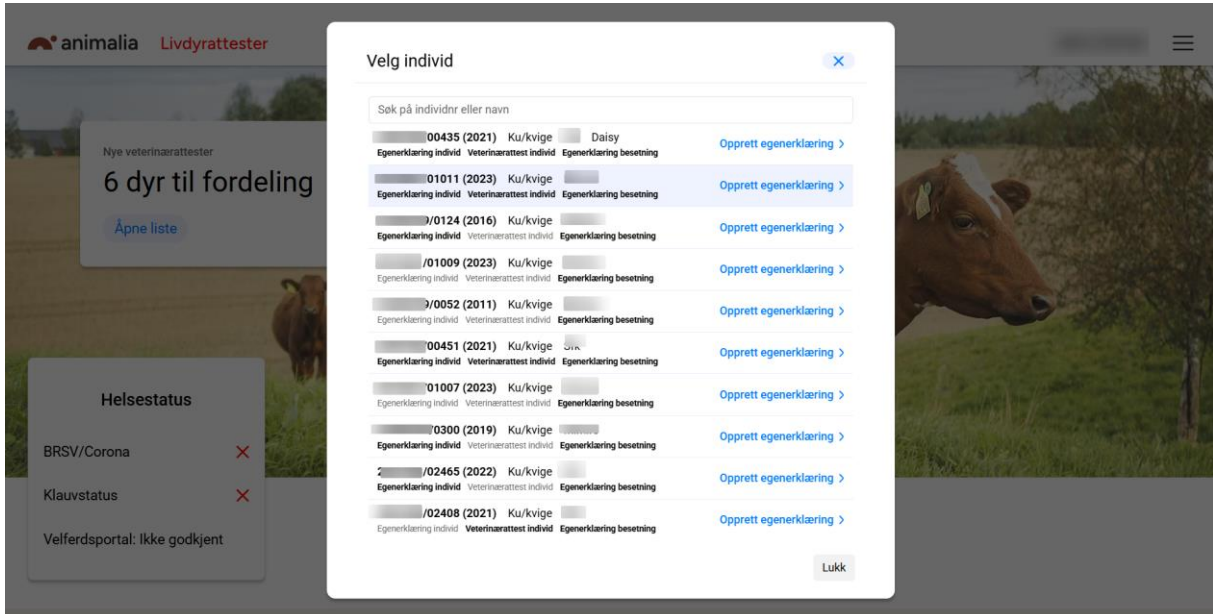 animalia Livdyrattester
Nye veterinærattester
6 dyr til fordeling
Åpne liste
Helsestatus
BRSV/Corona
Klauvstatus
Velferdsportal: Ikke godkjent
Velg individ
Søk på individnr eller navn
00435 (2021) Ku/kvige Daisy Opprett egenerklæring
Egenerklæring individ Veterinærattest individ Egenerklæring besetning
01011 (2023) Ku/kvige Opprett egenerklæring
Egenerklæring individ Veterinærattest individ Egenerklæring besetning
/0124 (2016) Ku/kvige Opprett egenerklæring
Egenerklæring individ Veterinærattest individ Egenerklæring besetning
/01009 (2023) Ku/kvige Opprett egenerklæring
Egenerklæring individ Veterinærattest individ Egenerklæring besetning
/0052 (2011) Ku/kvige Opprett egenerklæring
Egenerklæring individ Veterinærattest individ Egenerklæring besetning
00451 (2021) Ku/kvige Opprett egenerklæring
Egenerklæring individ Veterinærattest individ Egenerklæring besetning
01007 (2023) Ku/kvige Opprett egenerklæring
Egenerklæring individ Veterinærattest individ Egenerklæring besetning
0300 (2019) Ku/kvige Opprett egenerklæring
Egenerklæring individ Veterinærattest individ Egenerklæring besetning
/02465 (2022) Ku/kvige Opprett egenerklæring
Egenerklæring individ Veterinærattest individ Egenerklæring besetning
/02408 (2021) Ku/kvige Opprett egenerklæring
Egenerklæring individ Veterinærattest individ Egenerklæring besetning
Lukk